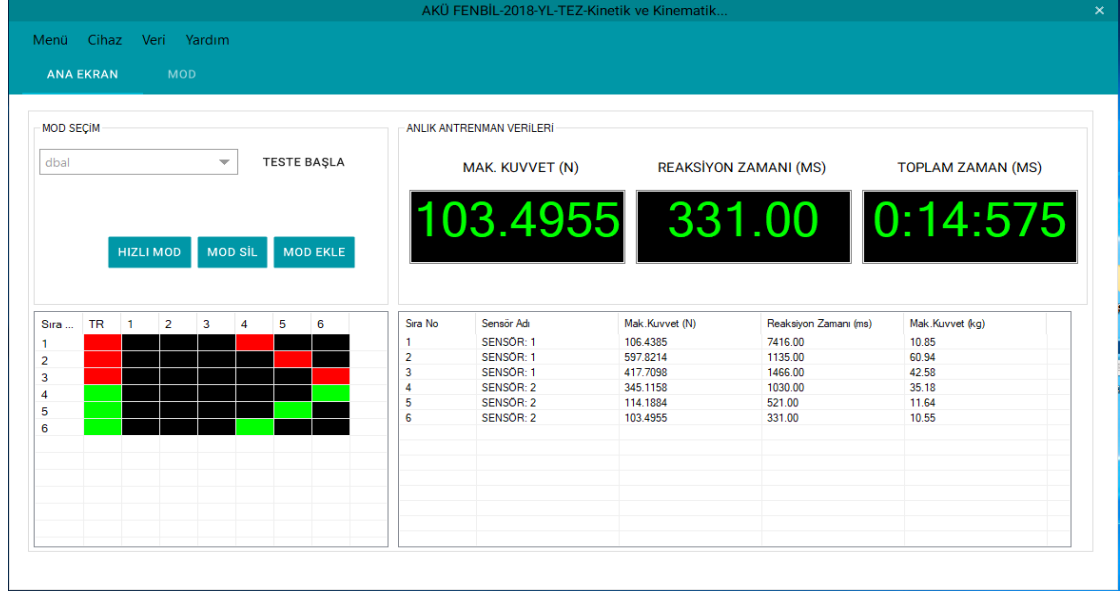 AKÜ FENBİL-2018-YL-TEZ-Kinetik ve Kinematik...
Menü Cihaz Veri Yardım
ANA EKRAN MOD
MOD SEÇİM
dbal TESTE BAŞLA
HIZLI MOD MOD SİL MOD EKLE
ANLIK ANTRENMAN VERİLERİ
MAK. KUVVET (N) REAKSİYON ZAMANI (MS) TOPLAM ZAMAN (MS)
103.4955 331.00 0:14:575
Sıra ... TR 1 2 3 4 5 6
1
2
3
4
5
6
Sıra No Sensör Adı Mak.Kuvvet (N) Reaksiyon Zamanı (ms) Mak.Kuvvet (kg)
1 SENSÖR: 1 106.4385 7416.00 10.85
2 SENSÖR: 1 597.8214 1135.00 60.94
3 SENSÖR: 1 417.7098 1466.00 42.58
4 SENSÖR: 2 345.1158 1030.00 35.18
5 SENSÖR: 2 114.1884 521.00 11.64
6 SENSÖR: 2 103.4955 331.00 10.55